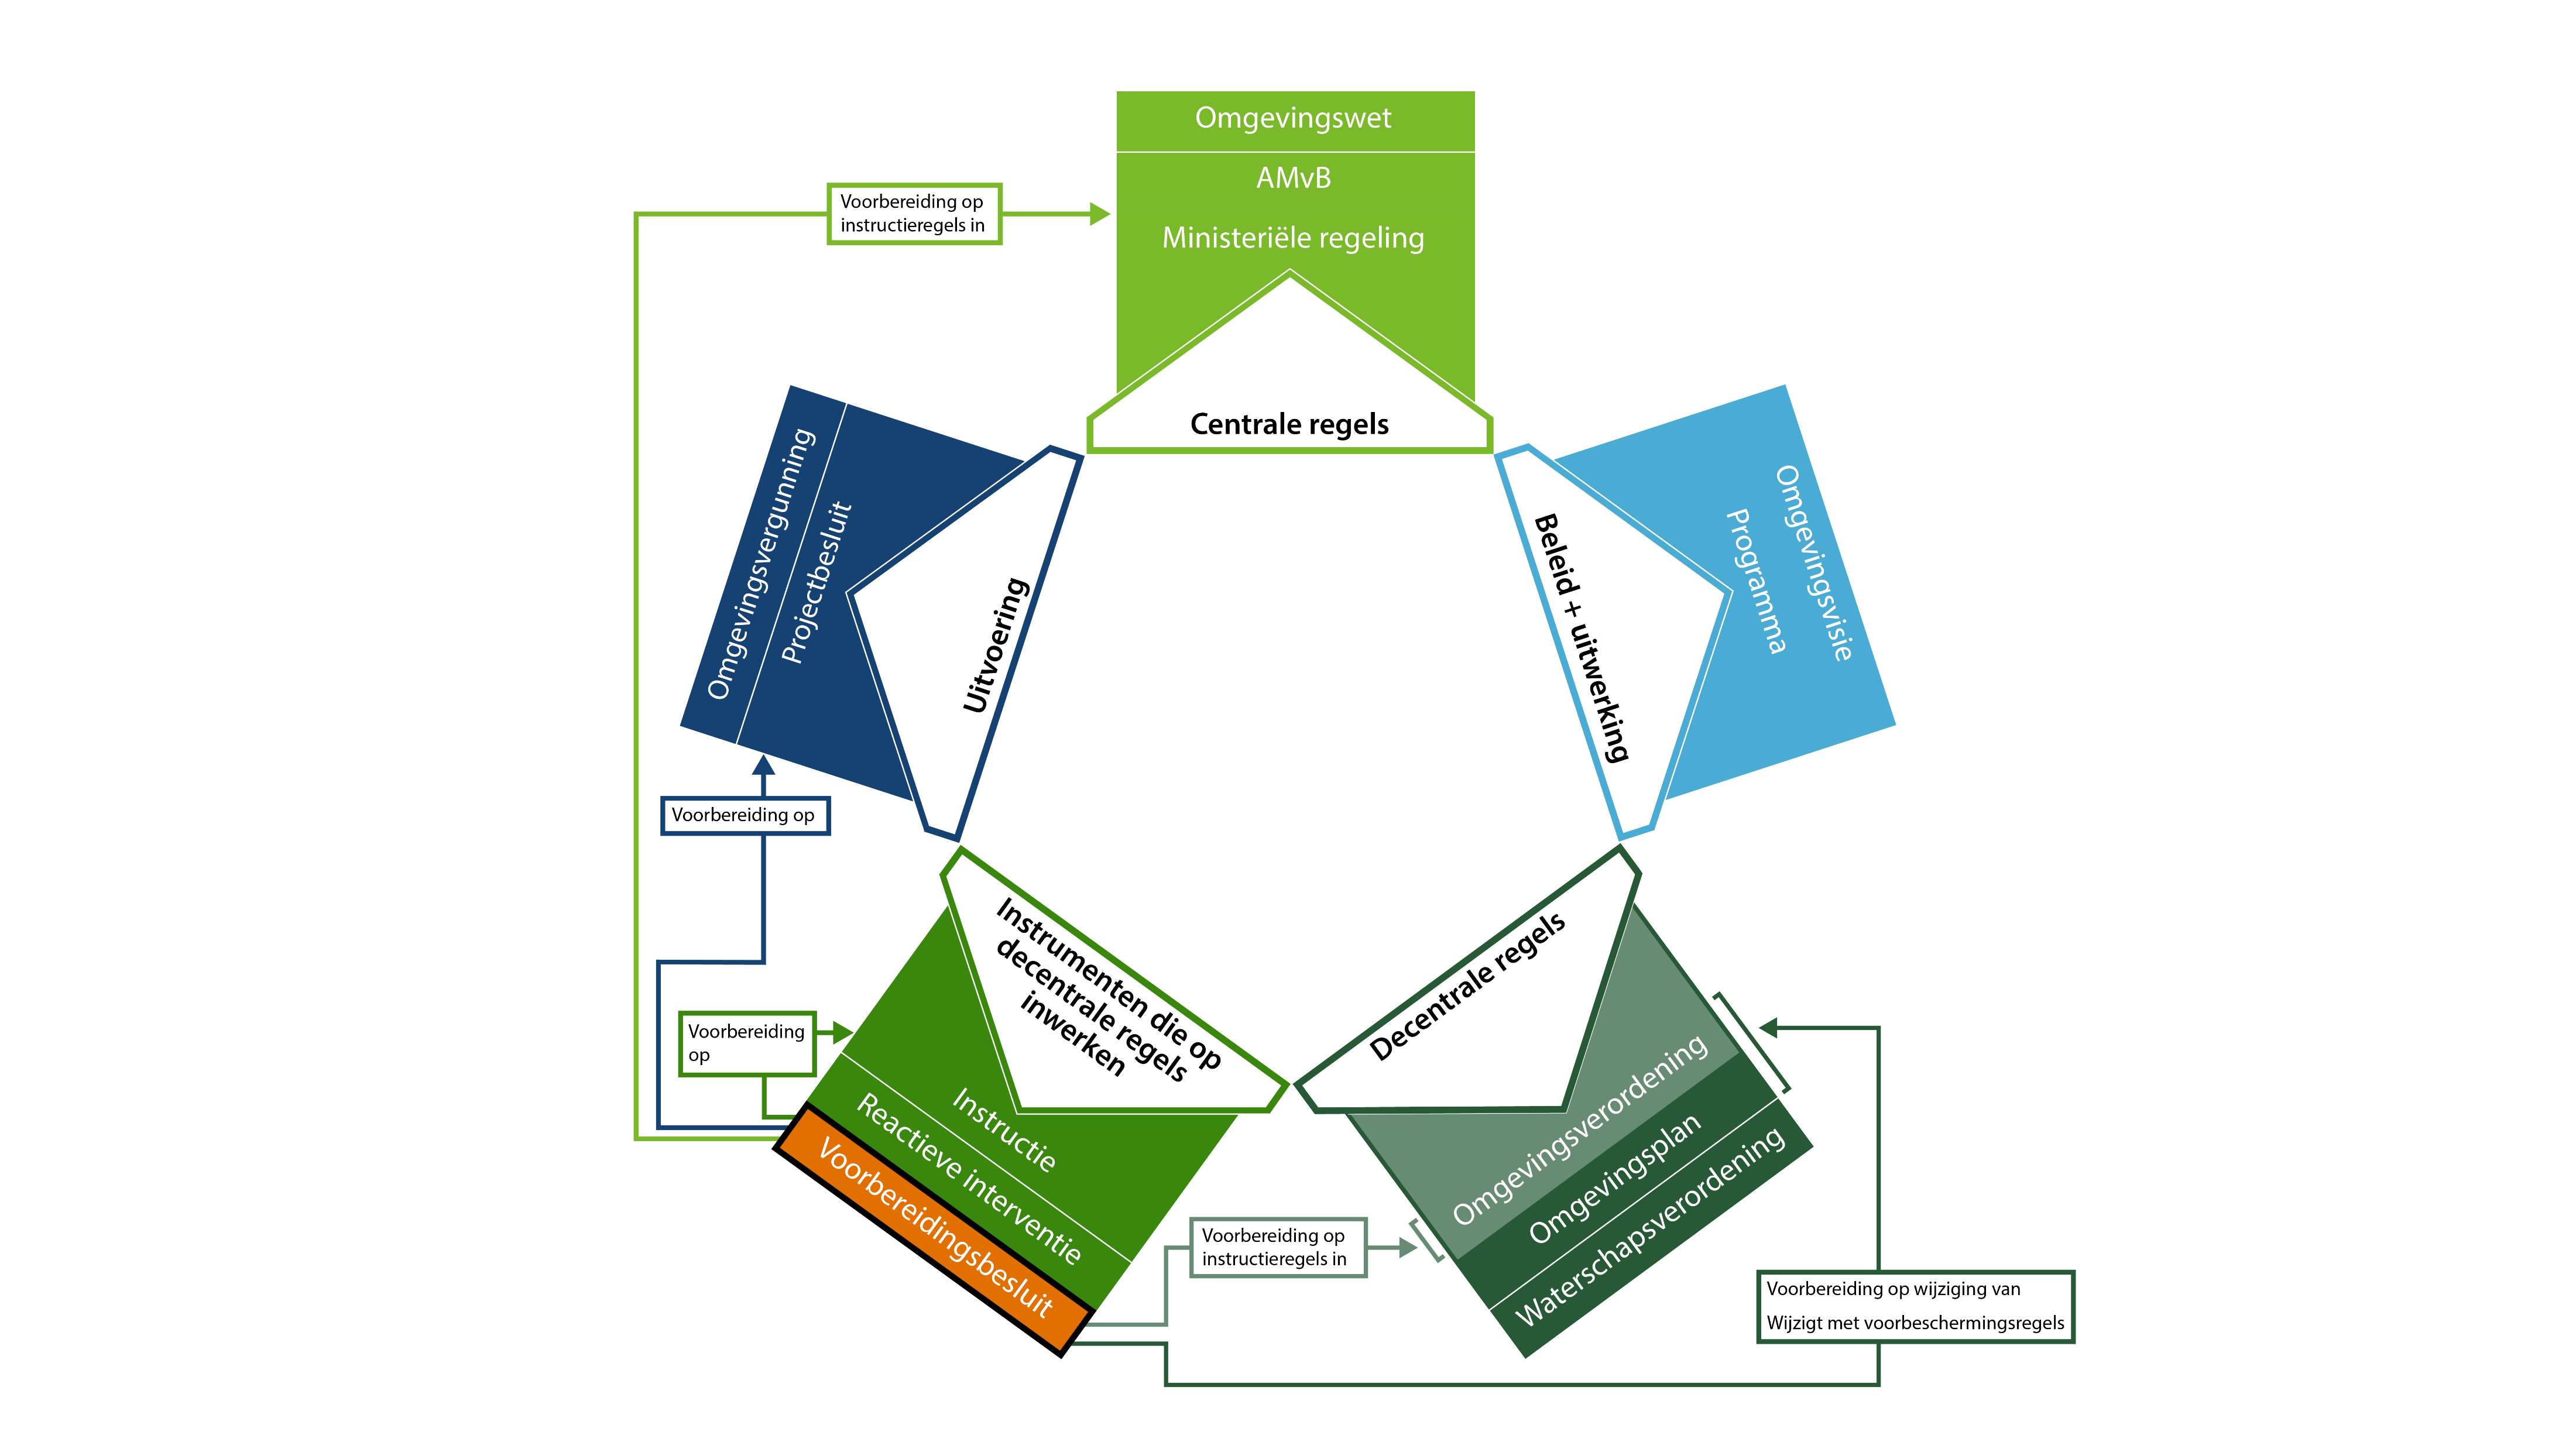 Omgevingswet
AMvB
Ministeriële regeling
Centrale regels
Voorbereiding op
instructieregels in
Omgevingsvergunning
Projectbesluit
Uitvoering
Omgevingsvisie
Programma
Beleid + uitwerking
Voorbereiding op
Voorbereiding
op
Instrumenten die op
decentrale regels
inwerken
Instructie
Reactieve interventie
Voorbereidingsbesluit
Decentrale regels
Omgevingsverordening
Omgevingsplan
Waterschapsverordening
Voorbereiding op
instructieregels in
Voorbereiding op wijziging van
Wijzigt met voorbeschermingsregels